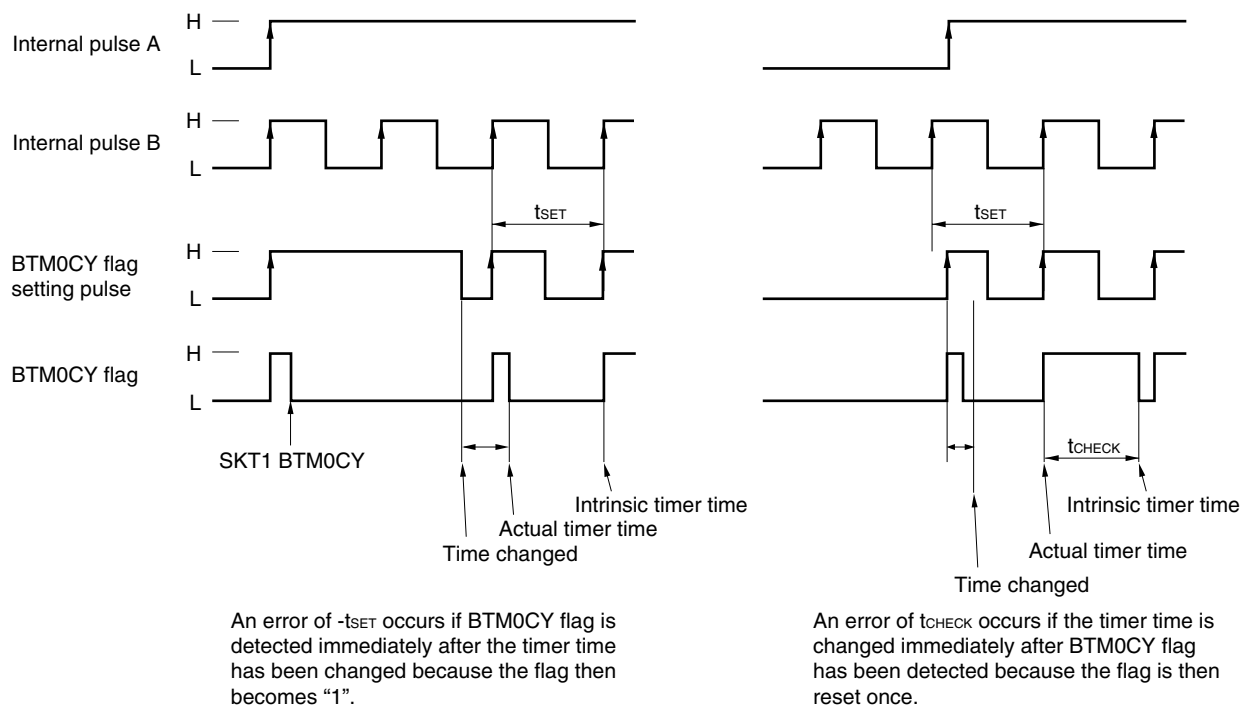 Internal pulse A
H
L
Internal pulse B
H
L
tSET
tSET
BTM0CY flag
setting pulse
H
L
BTM0CY flag
H
L
SKT1 BTM0CY
Intrinsic timer time
Actual timer time
Time changed
tCHECK
Intrinsic timer time
Actual timer time
Time changed
An error of -tSET occurs if BTM0CY flag is
detected immediately after the timer time
has been changed because the flag then
becomes “1”.
An error of tCHECK occurs if the timer time is
changed immediately after BTM0CY flag
has been detected because the flag is then
reset once.